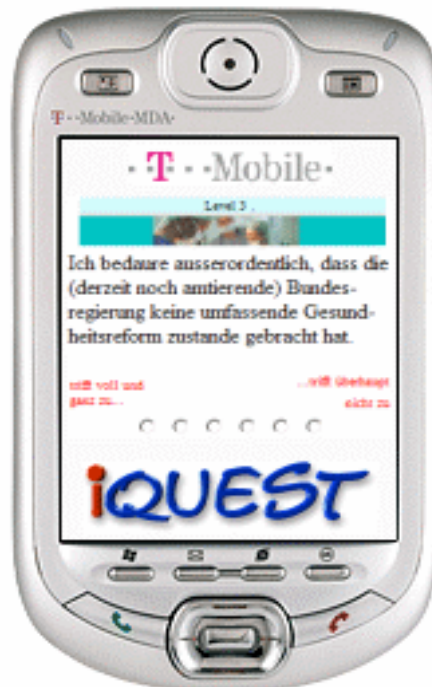 T··Mobile·MDA·
·T··Mobile·
Level 3 .
Ich bedaure ausserordentlich, dass die
(derzeit noch amtierende) Bundes-
regierung keine umfassende Gesund-
heitsreform zustande gebracht hat.
trifft voll und
ganz zu...
...trifft überhaupt
nicht zu
iQUEST